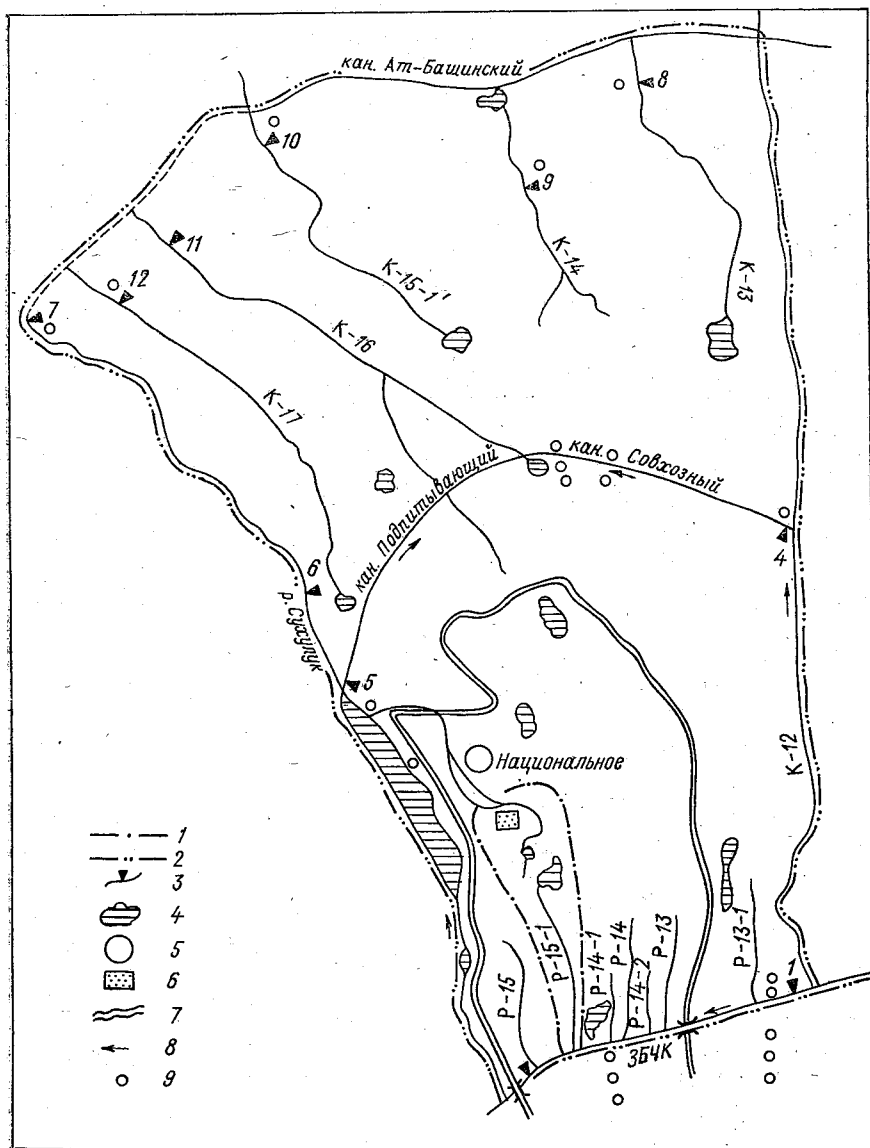 кан. Ат-Башинский
8
10
9
11
К-14
К-15-1'
К-13
12
7
К-16
К-17
кан. Совхозный
кан. Подпитывающий
4
6
р. Сухулук
5
Национальное
К-12
1
2
3
4
5
6
7
8
9
Р-15
Р-15-1
Р-14-1
Р-14
Р-14-2
Р-13
Р-13-1
1
ЗБЧК